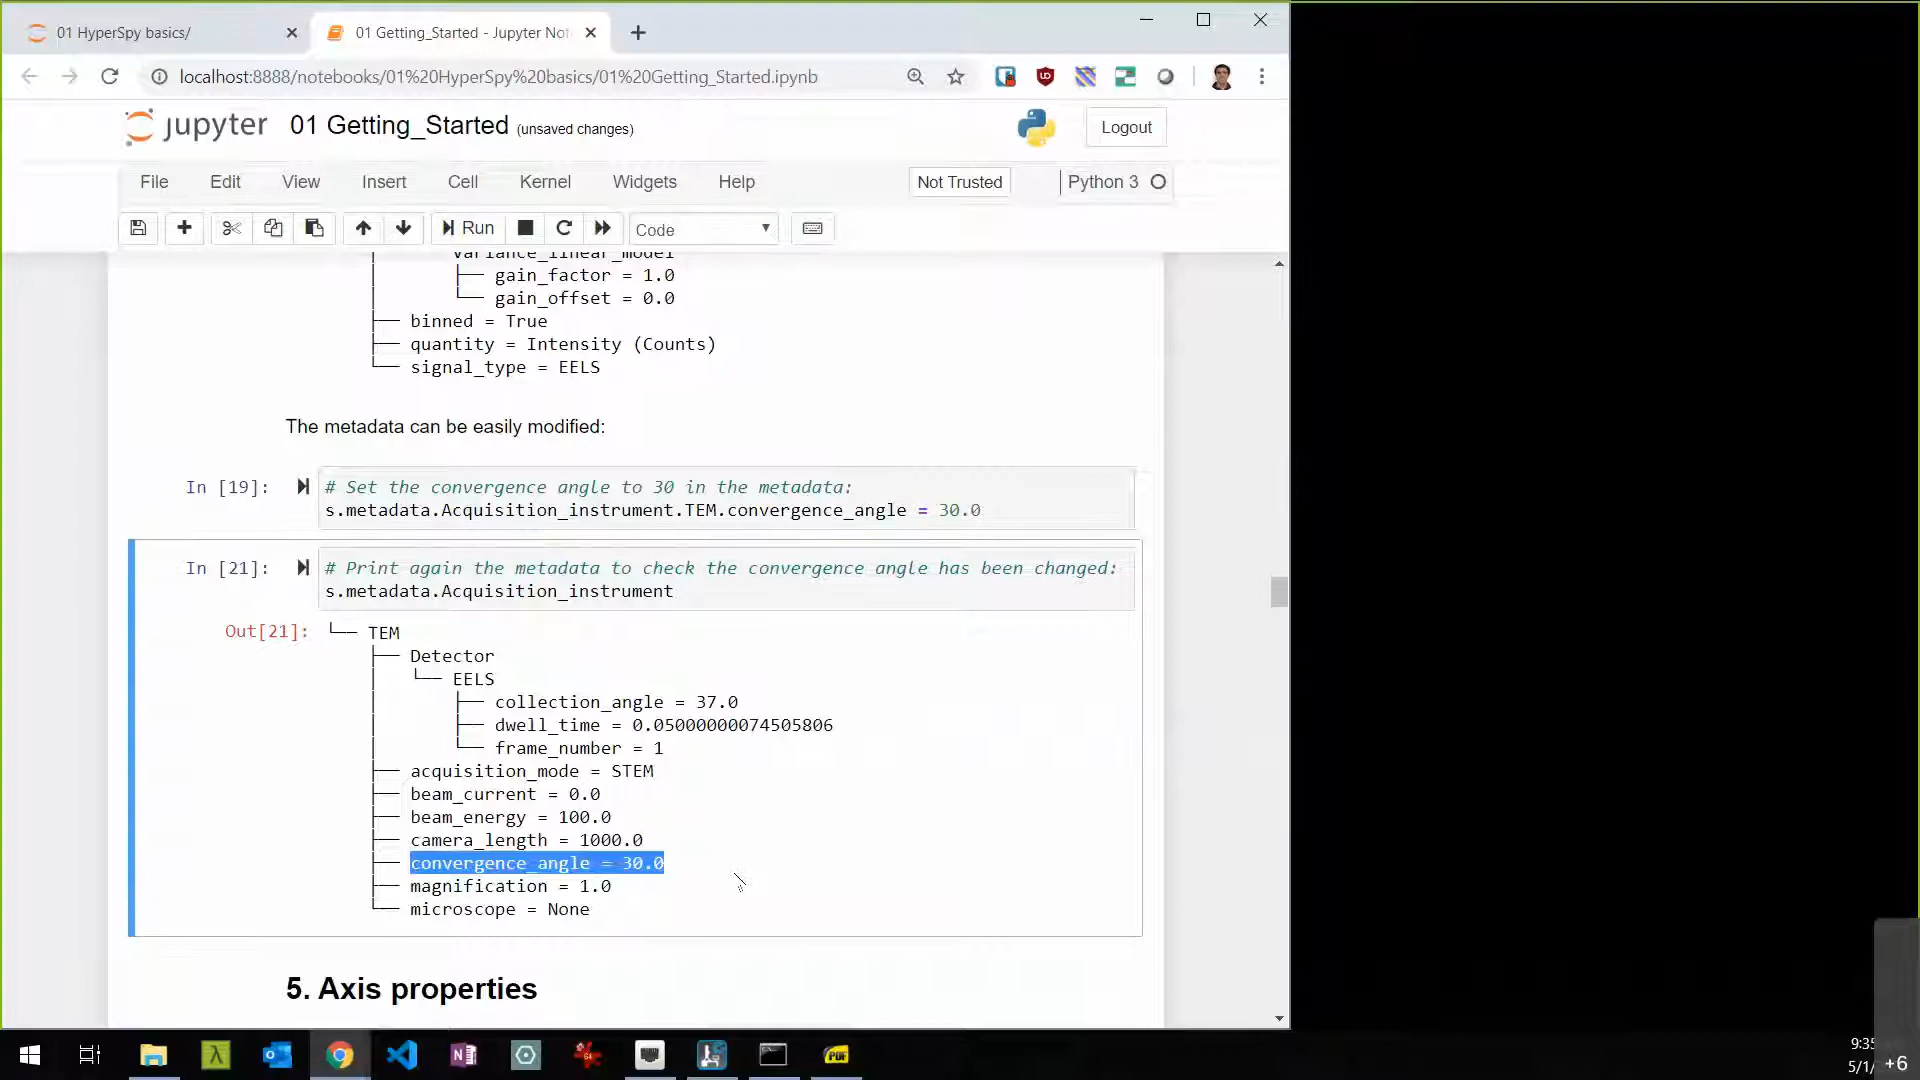 01 HyperSpy basics/
01 Getting_Started - Jupyter Not
localhost:8888/notebooks/01%20HyperSpy%20basics/01%20Getting_Started.ipynb
jupyter 01 Getting_Started (unsaved changes)
Logout
File Edit View Insert Cell Kernel Widgets Help
Not Trusted
Python 3
Run
Code
variance_linear_model
├── gain_factor = 1.0
└── gain_offset = 0.0
├── binned = True
├── quantity = Intensity (Counts)
└── signal_type = EELS
The metadata can be easily modified:
In [19]: # Set the convergence angle to 30 in the metadata:
s.metadata.Acquisition_instrument.TEM.convergence_angle = 30.0
In [21]: # Print again the metadata to check the convergence angle has been changed:
s.metadata.Acquisition_instrument
Out[21]: └── TEM
├── Detector
│   └── EELS
│       ├── collection_angle = 37.0
│       ├── dwell_time = 0.05000000074505806
│       └── frame_number = 1
├── acquisition_mode = STEM
├── beam_current = 0.0
├── beam_energy = 100.0
├── camera_length = 1000.0
├── convergence_angle = 30.0
├── magnification = 1.0
└── microscope = None
5. Axis properties
9:35
5/1/
+6